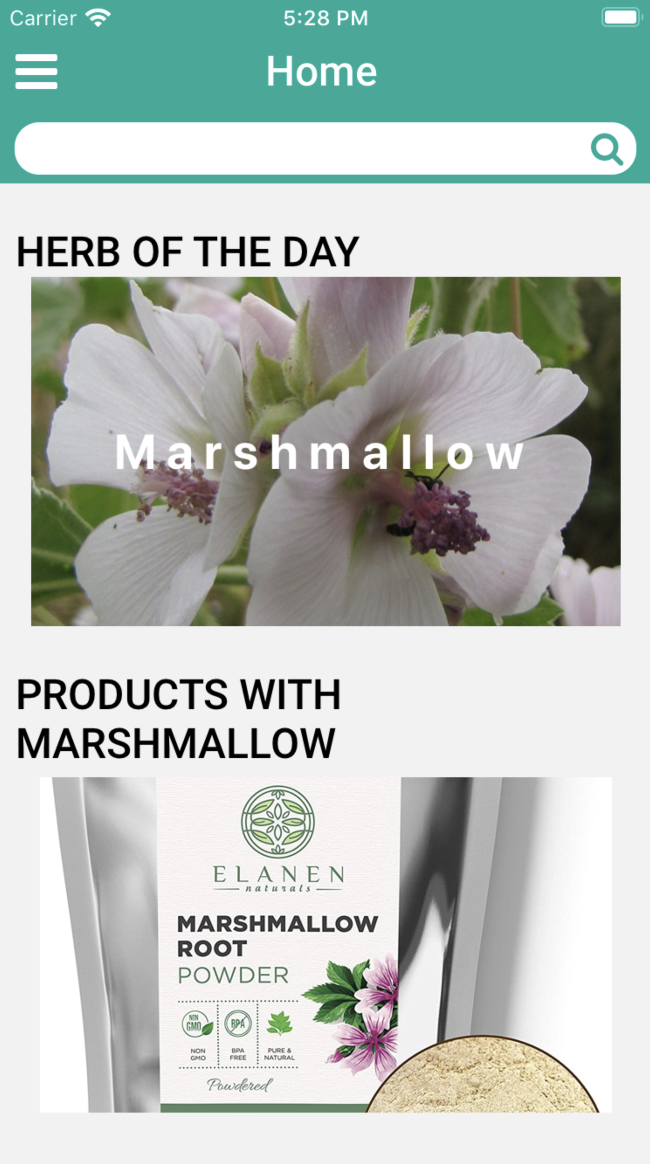 Carrier 5:28 PM
Home
HERB OF THE DAY
Marshmallow
PRODUCTS WITH
MARSHMALLOW
ELANEN
naturals
MARSHMALLOW
ROOT
POWDER
NON
GMO
BPA
NON
GMO
BPA
FREE
PURE &
NATURAL
Powdered